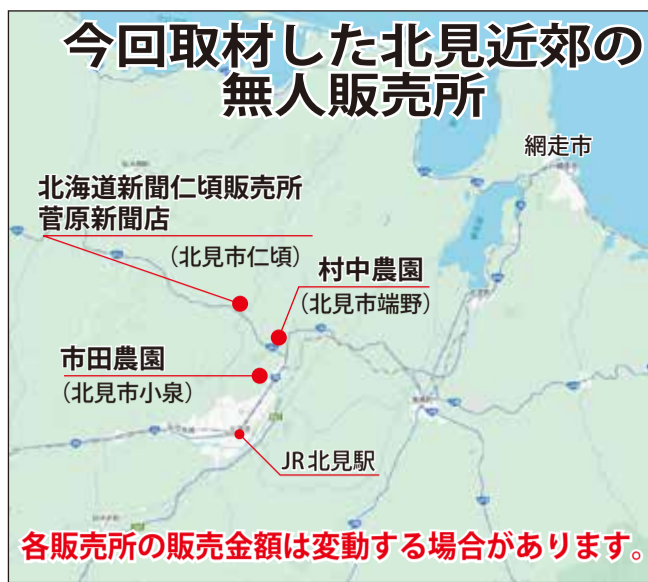 今回取材した北見近郊の
無人販売所
網走市
北海道新聞仁頃販売所
菅原新聞店
（北見市仁頃）
村中農園
（北見市端野）
市田農園
（北見市小泉）
JR北見駅
各販売所の販売金額は変動する場合があります。